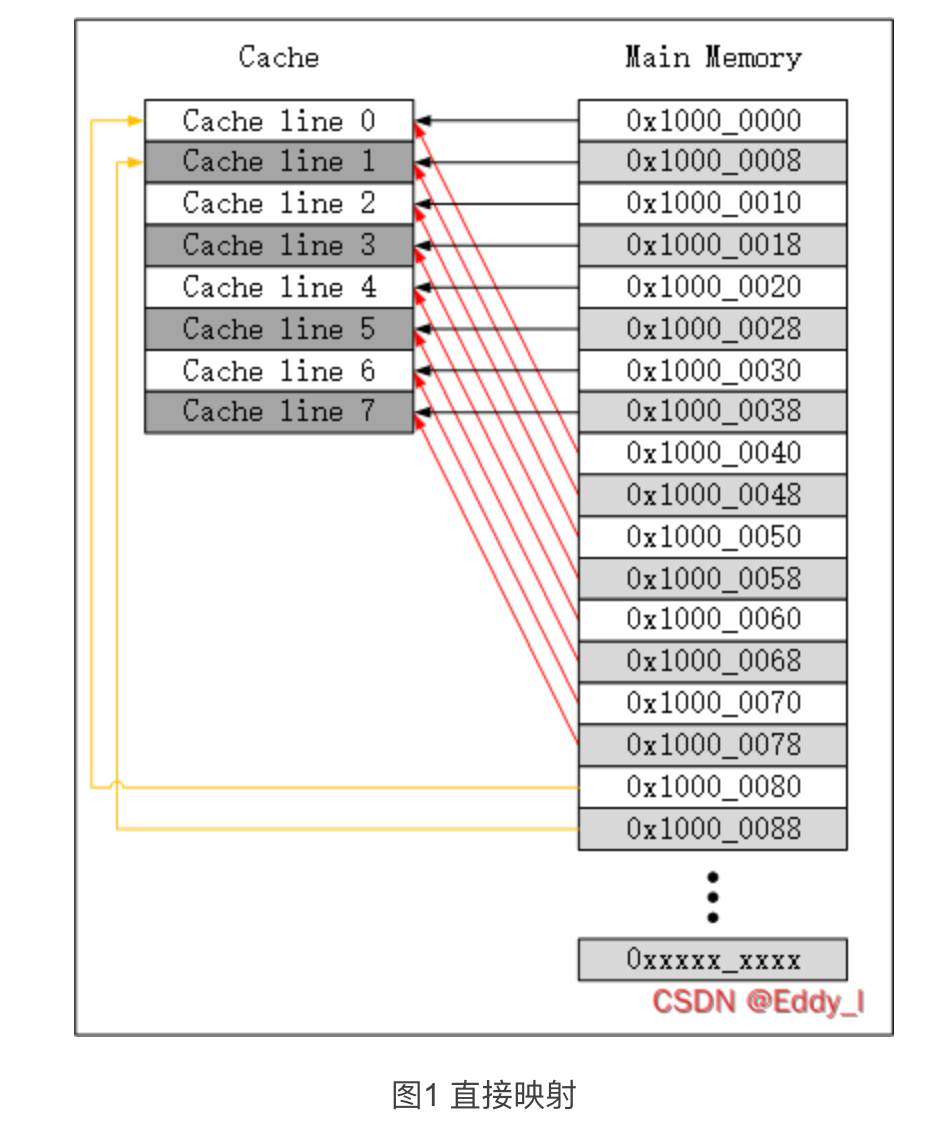 Cache Main Memory
Cache line 0 0x1000_0000
Cache line 1 0x1000_0008
Cache line 2 0x1000_0010
Cache line 3 0x1000_0018
Cache line 4 0x1000_0020
Cache line 5 0x1000_0028
Cache line 6 0x1000_0030
Cache line 7 0x1000_0038
0x1000_0040
0x1000_0048
0x1000_0050
0x1000_0058
0x1000_0060
0x1000_0068
0x1000_0070
0x1000_0078
0x1000_0080
0x1000_0088
0xxxxx_xxxx
CSDN @Eddy_l
图1 直接映射